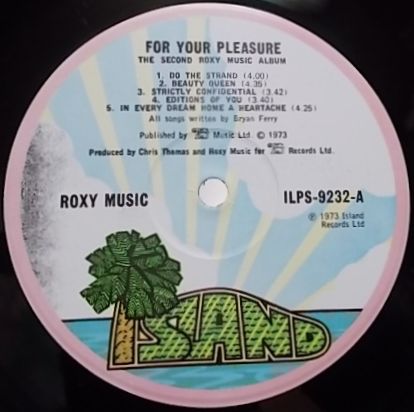 FOR YOUR PLEASURE
THE SECOND ROXY MUSIC ALBUM
1. DO THE STRAND (4.00)
2. BEAUTY QUEEN (4.35)
3. STRICTLY CONFIDENTIAL (3.42)
4. EDITIONS OF YOU (3.40)
5. IN EVERY DREAM HOME A HEARTACHE (4.25)
All songs written by Bryan Ferry
Published by Music Ltd. © 1973
Produced by Chris Thomas and Roxy Music for Records Ltd.
ROXY MUSIC
ILPS-9232-A
℗ 1973 Island
Records Ltd
ISLAND